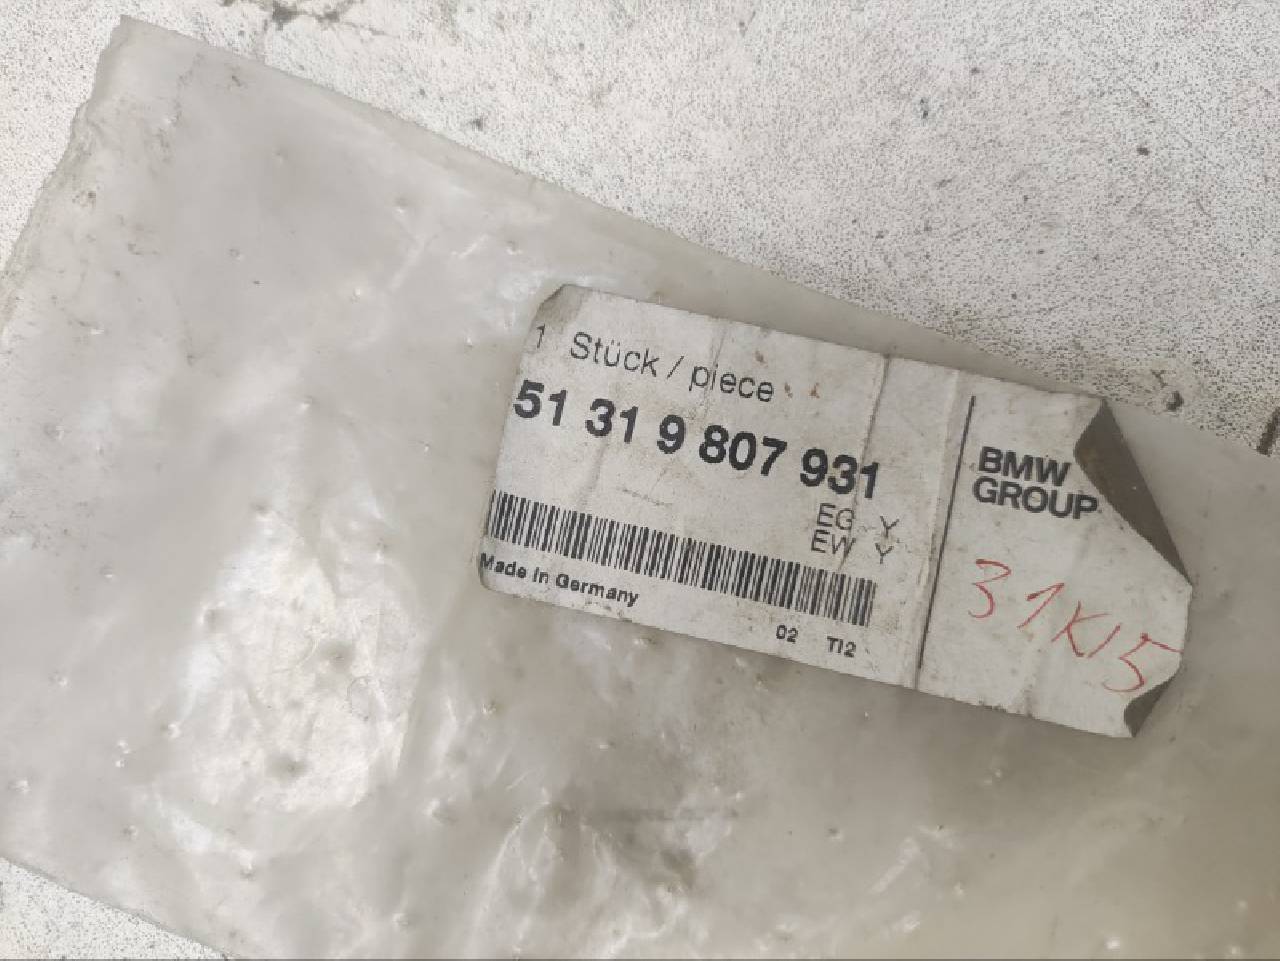 1 Stück / piece
51 31 9 807 931
EG Y
EW Y
Made in Germany
02 TI2
BMW
GROUP
31K15